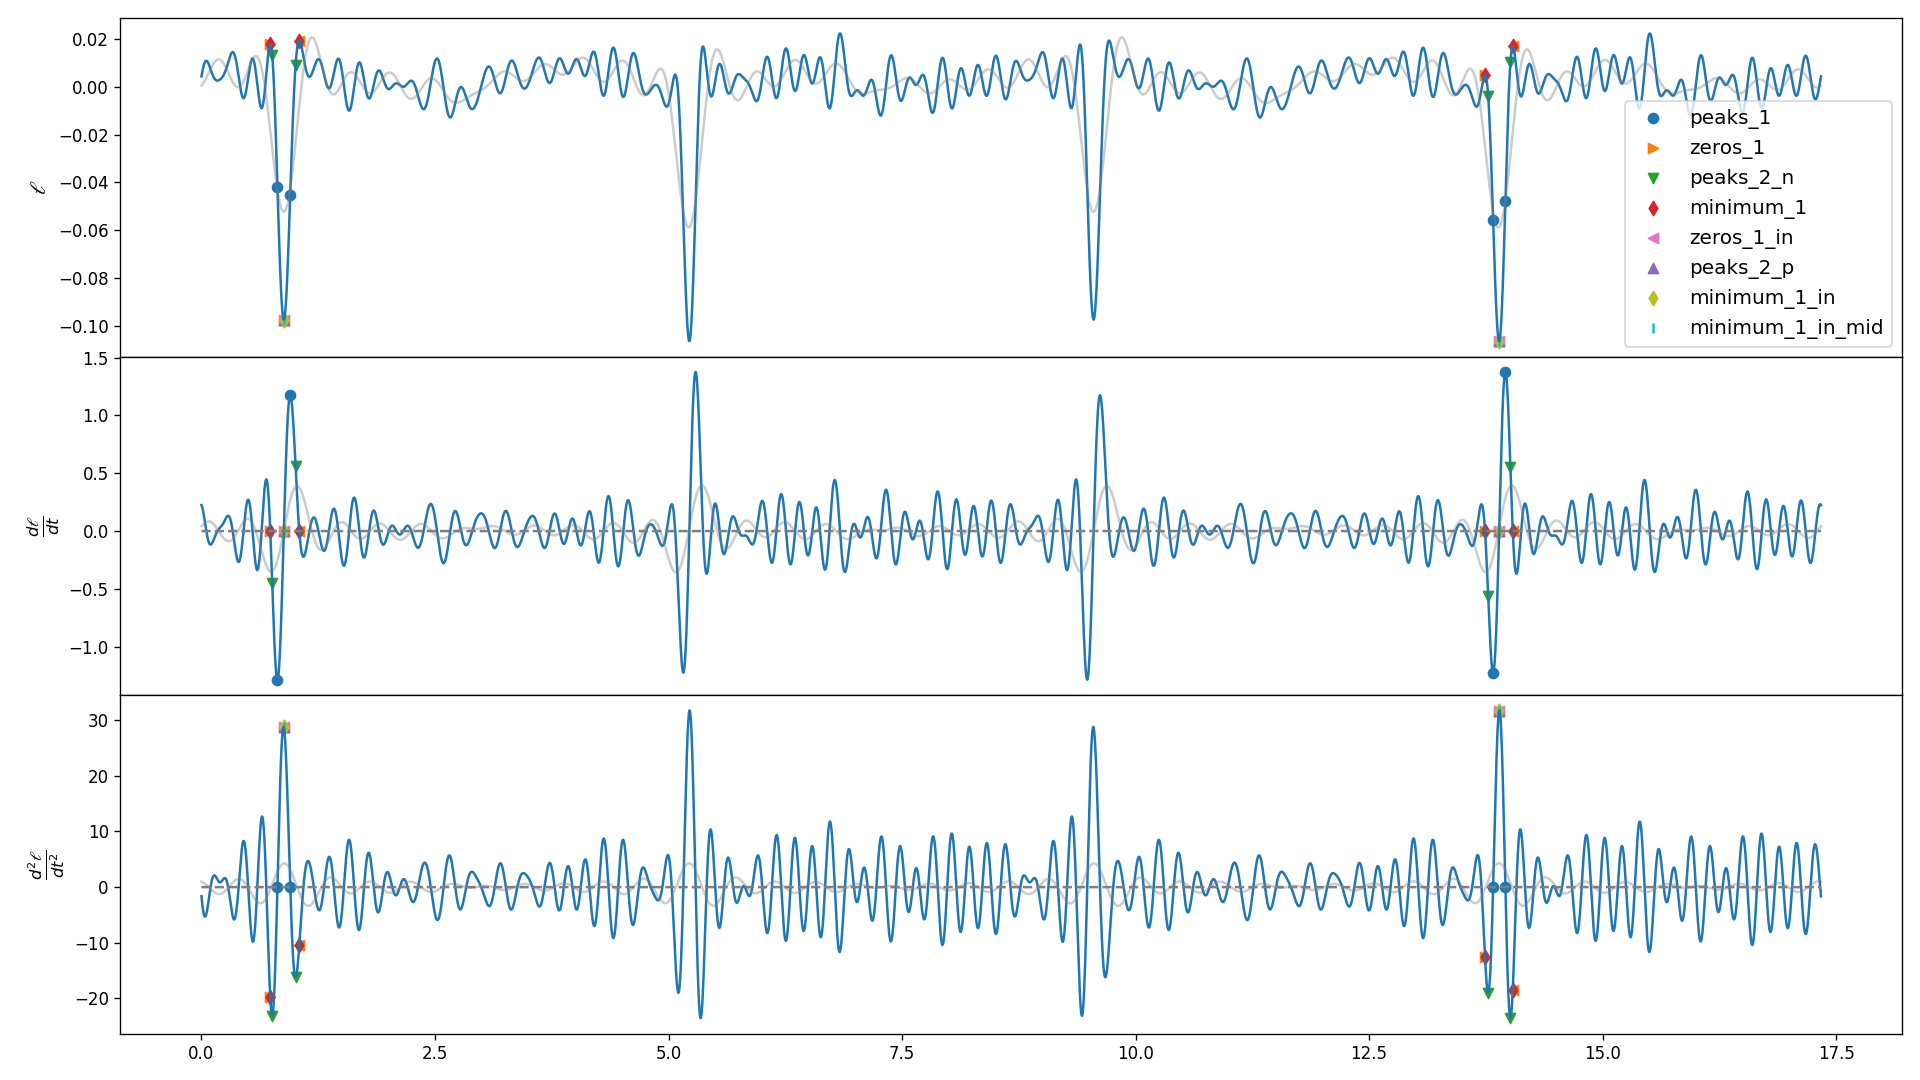 0.02
0.00
−0.02
−0.04
−0.06
−0.08
−0.10
ℓ
peaks_1
zeros_1
peaks_2_n
minimum_1
zeros_1_in
peaks_2_p
minimum_1_in
minimum_1_in_mid
1.5
1.0
0.5
0.0
−0.5
−1.0
dℓ/dt
30
20
10
0
−10
−20
d²ℓ/dt²
0.0 2.5 5.0 7.5 10.0 12.5 15.0 17.5